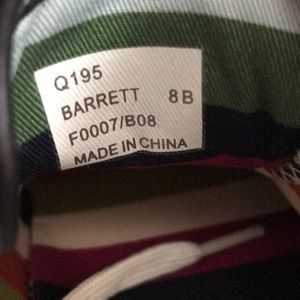 Q195
BARRETT 8 B
F0007/B08
MADE IN CHINA